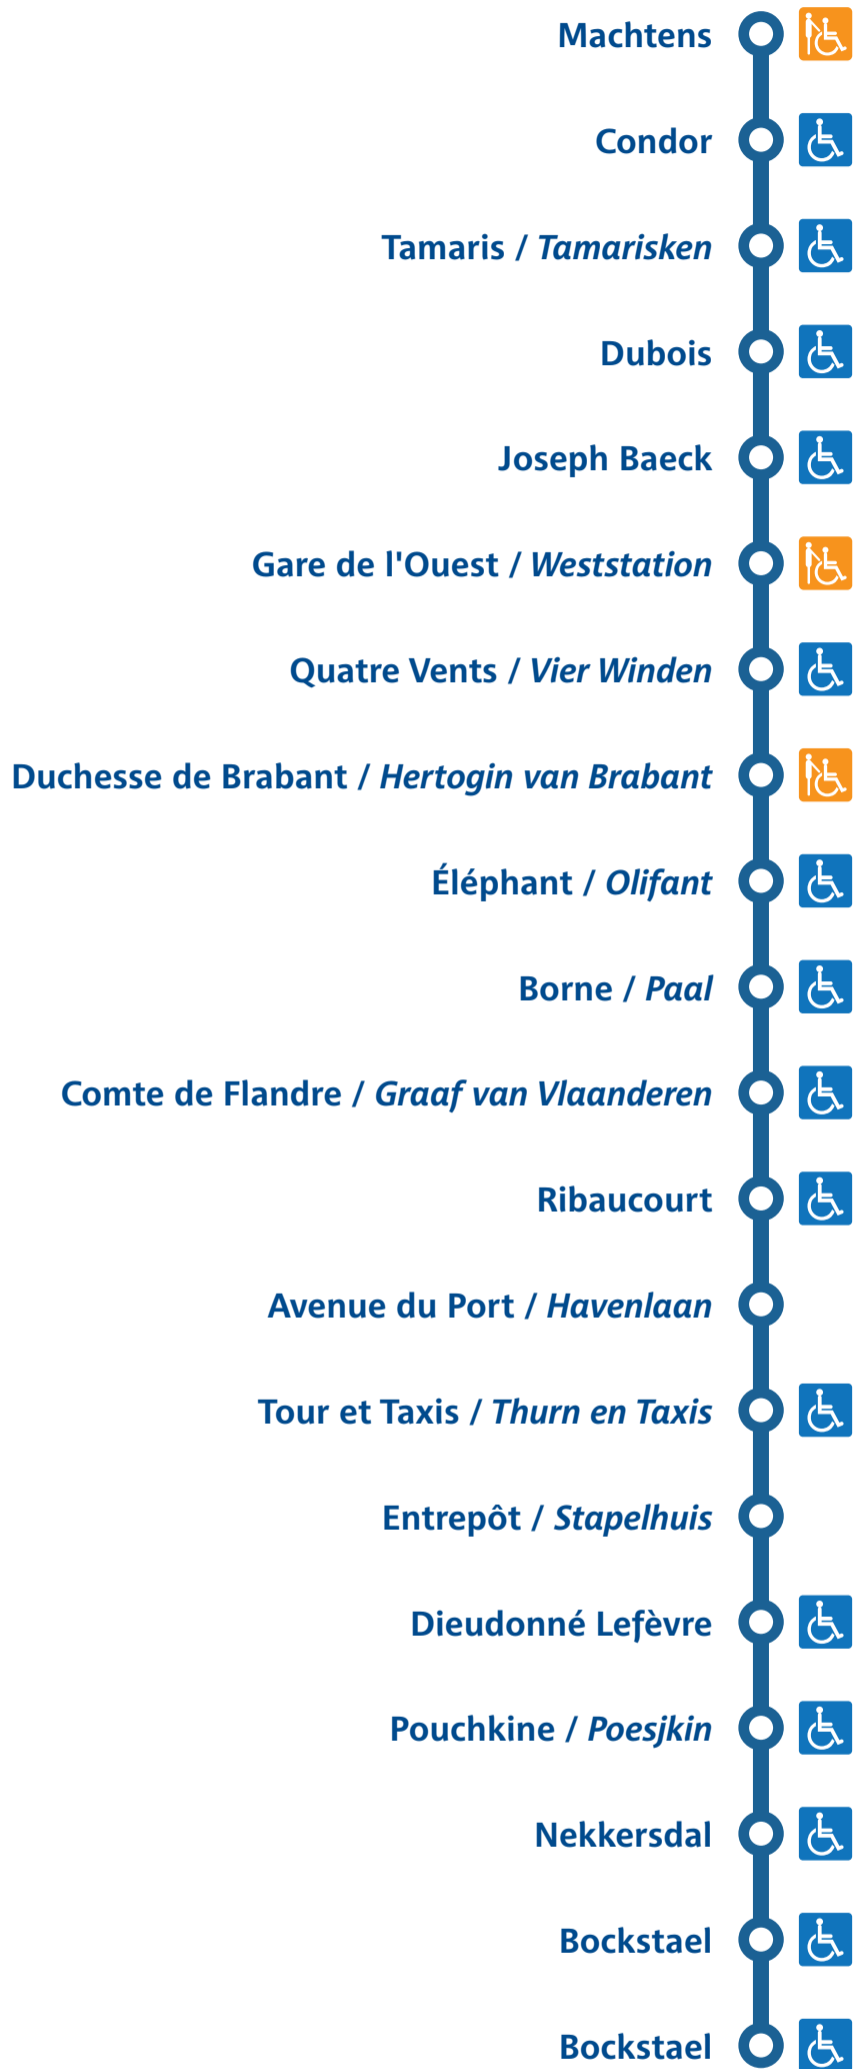 Machtens
Condor
Tamaris / Tamarisken
Dubois
Joseph Baeck
Gare de l'Ouest / Weststation
Quatre Vents / Vier Winden
Duchesse de Brabant / Hertogin van Brabant
Éléphant / Olifant
Borne / Paal
Comte de Flandre / Graaf van Vlaanderen
Ribaucourt
Avenue du Port / Havenlaan
Tour et Taxis / Thurn en Taxis
Entrepôt / Stapelhuis
Dieudonné Lefèvre
Pouchkine / Poesjkin
Nekkersdal
Bockstael
Bockstael